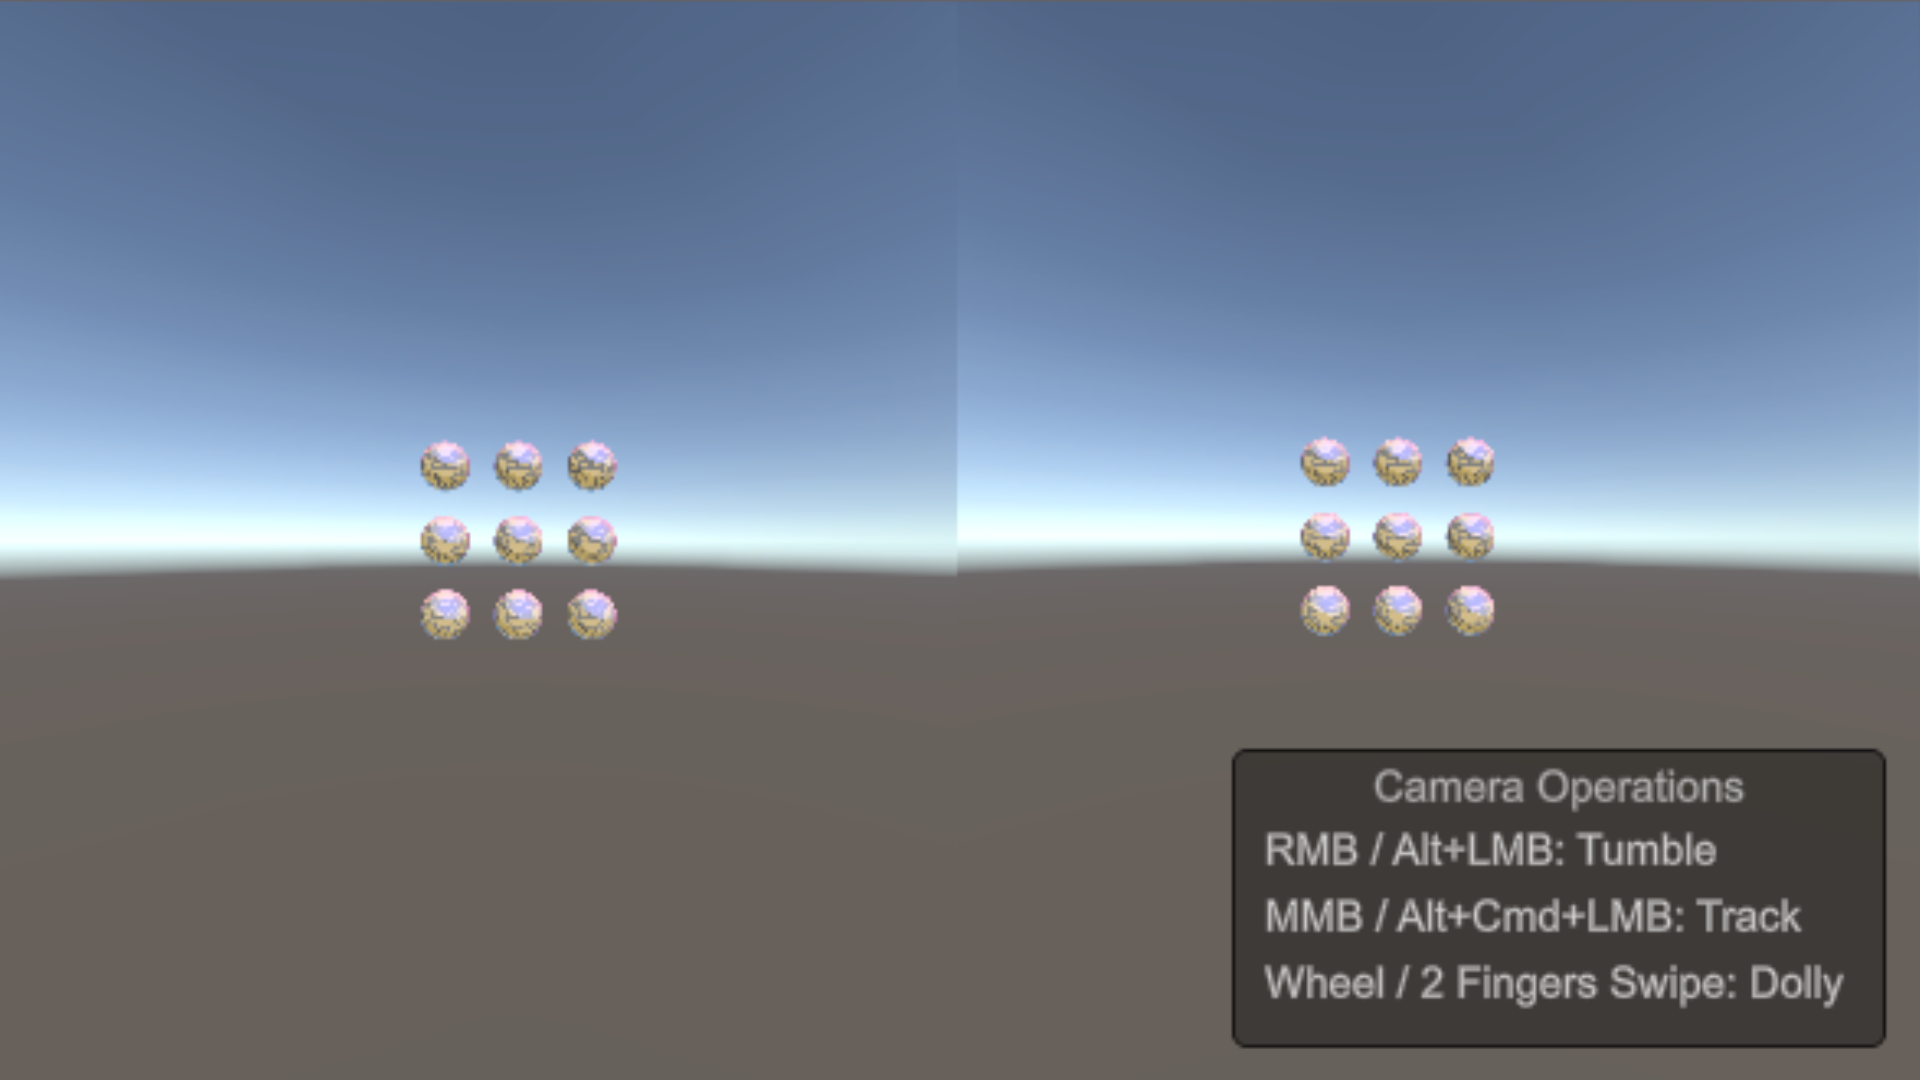 Camera Operations
RMB / Alt+LMB: Tumble
MMB / Alt+Cmd+LMB: Track
Wheel / 2 Fingers Swipe: Dolly